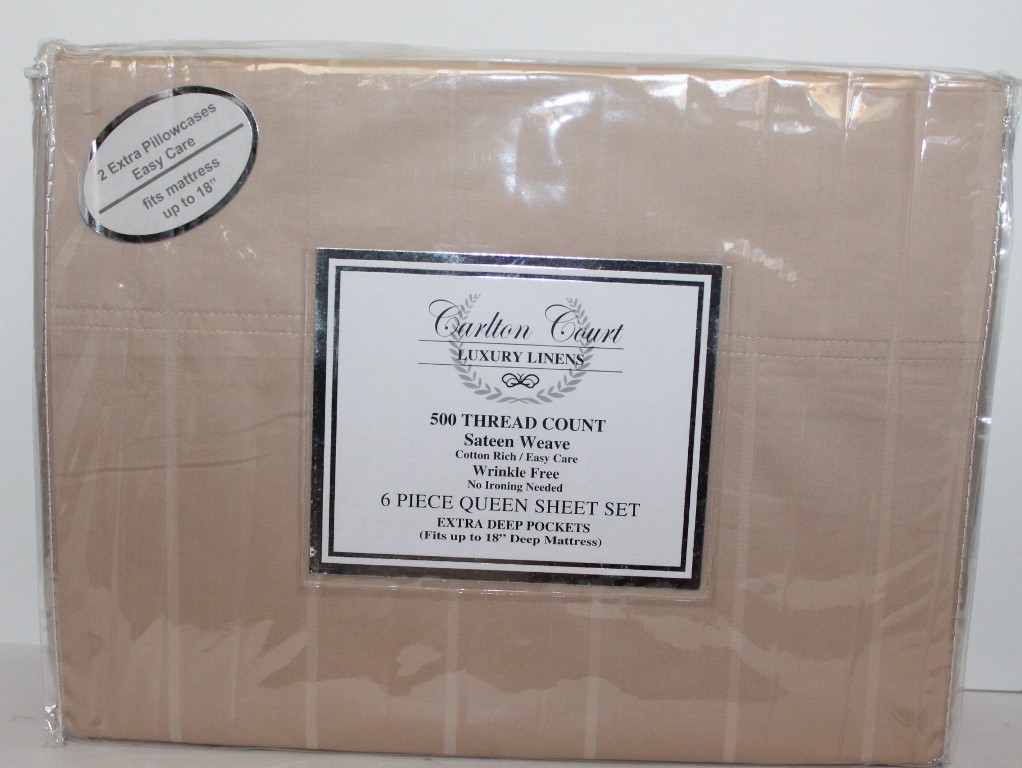 2 Extra Pillowcases
Easy Care
fits mattress
up to 18"
Carlton Court
LUXURY LINENS
500 THREAD COUNT
Sateen Weave
Cotton Rich / Easy Care
Wrinkle Free
No Ironing Needed
6 PIECE QUEEN SHEET SET
EXTRA DEEP POCKETS
(Fits up to 18" Deep Mattress)